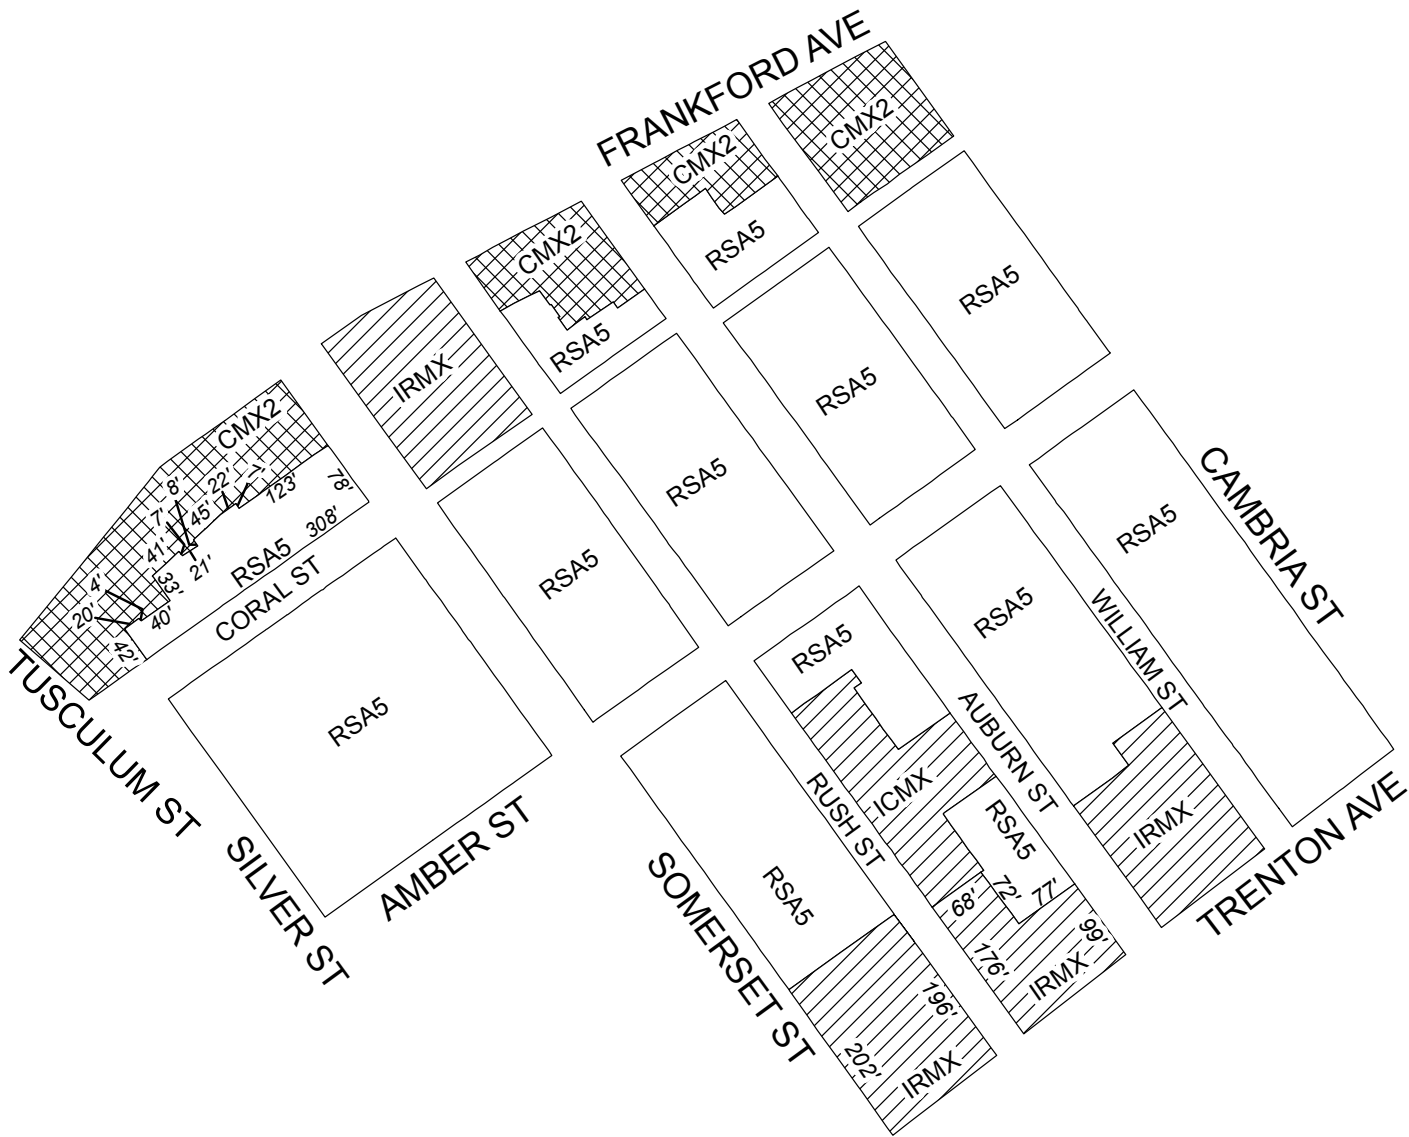 FRANKFORD AVE
CMX2
CMX2
RSA5
CMX2
RSA5
RSA5
IRMX
RSA5
CMX2
8'
22'
7'
123'
78'
7'
45'
308'
41'
RSA5
21'
33'
4'
20'
40'
42'
CORAL ST
RSA5
RSA5
RSA5
CAMBRIA ST
RSA5
WILLIAM ST
RSA5
RSA5
TUSCULUM ST
RSA5
AUBURN ST
RUSH ST
ICMX
RSA5
IRMX
TRENTON AVE
SILVER ST
AMBER ST
SOMERSET ST
RSA5
68'
72'
77'
99'
176'
IRMX
196'
202'
IRMX